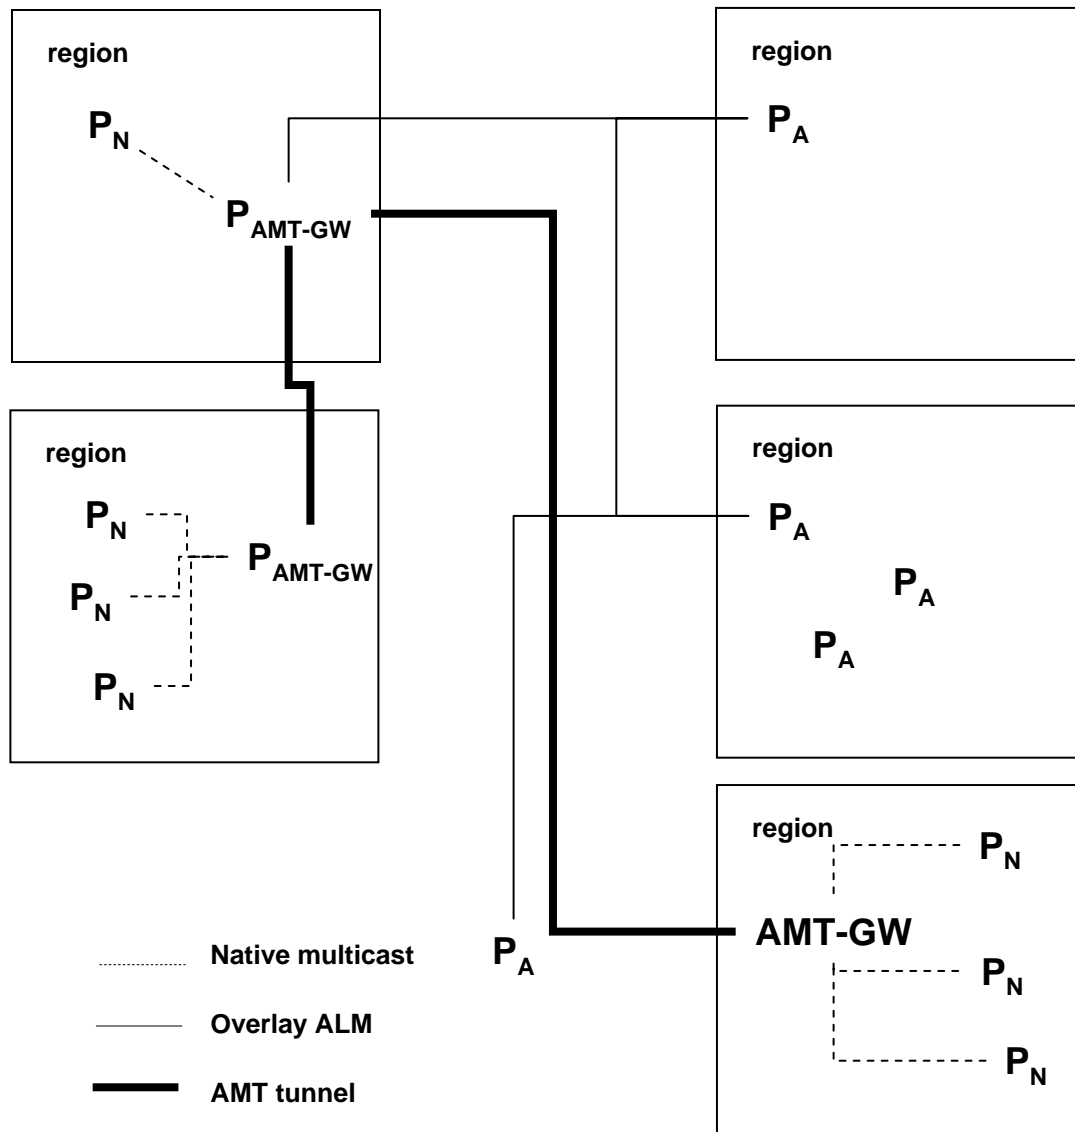 region
P_N
P_AMT-GW
region
P_A
region
P_N
P_N
P_N
P_AMT-GW
region
P_A
P_A
P_A
region
P_N
AMT-GW
P_N
P_N
P_A
Native multicast
Overlay ALM
AMT tunnel